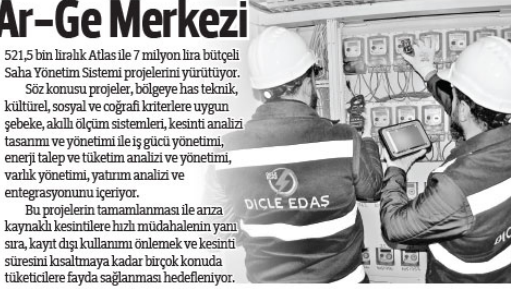 Ar-Ge Merkezi
521,5 bin liralık Atlas ile 7 milyon lira bütçeli
Saha Yönetim Sistemi projelerini yürütüyor.
Söz konusu projeler, bölgeye has teknik,
kültürel, sosyal ve coğrafi kriterlere uygun
şebeke, akıllı ölçüm sistemleri, kesinti analizi
tasarımı ve yönetimi ile iş gücü yönetimi,
enerji talep ve tüketim analizi ve yönetimi,
varlık yönetimi, yatırım analizi ve
entegrasyonunu içeriyor.
Bu projelerin tamamlanması ile arıza
kaynaklı kesintilere hızlı müdahalenin yanı
sıra, kayıt dışı kullanımı önlemek ve kesinti
süresini kısaltmaya kadar birçok konuda
tüketicilere fayda sağlanması hedefleniyor.
DİCLE EDAŞ